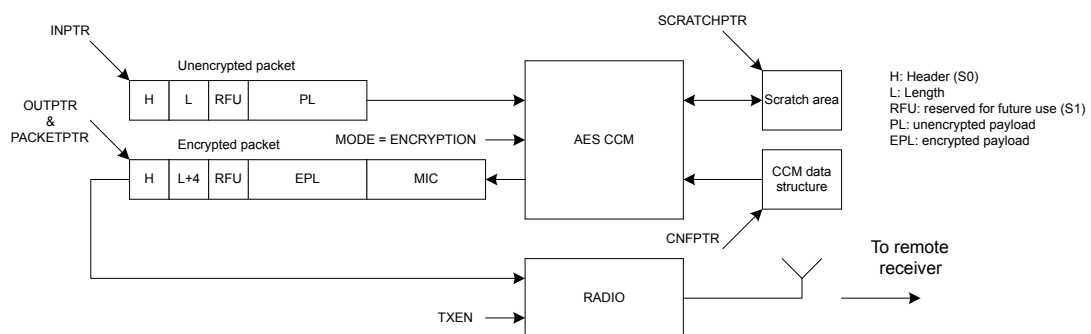 SCRATCHPTR
INPTR
Unencrypted packet
H L RFU PL
Scratch area
H: Header (S0)
L: Length
RFU: reserved for future use (S1)
PL: unencrypted payload
EPL: encrypted payload
OUTPTR
&
PACKETPTR
MODE = ENCRYPTION
AES CCM
Encrypted packet
H L+4 RFU EPL MIC
CCM data
structure
CNFPTR
To remote
receiver
RADIO
TXEN